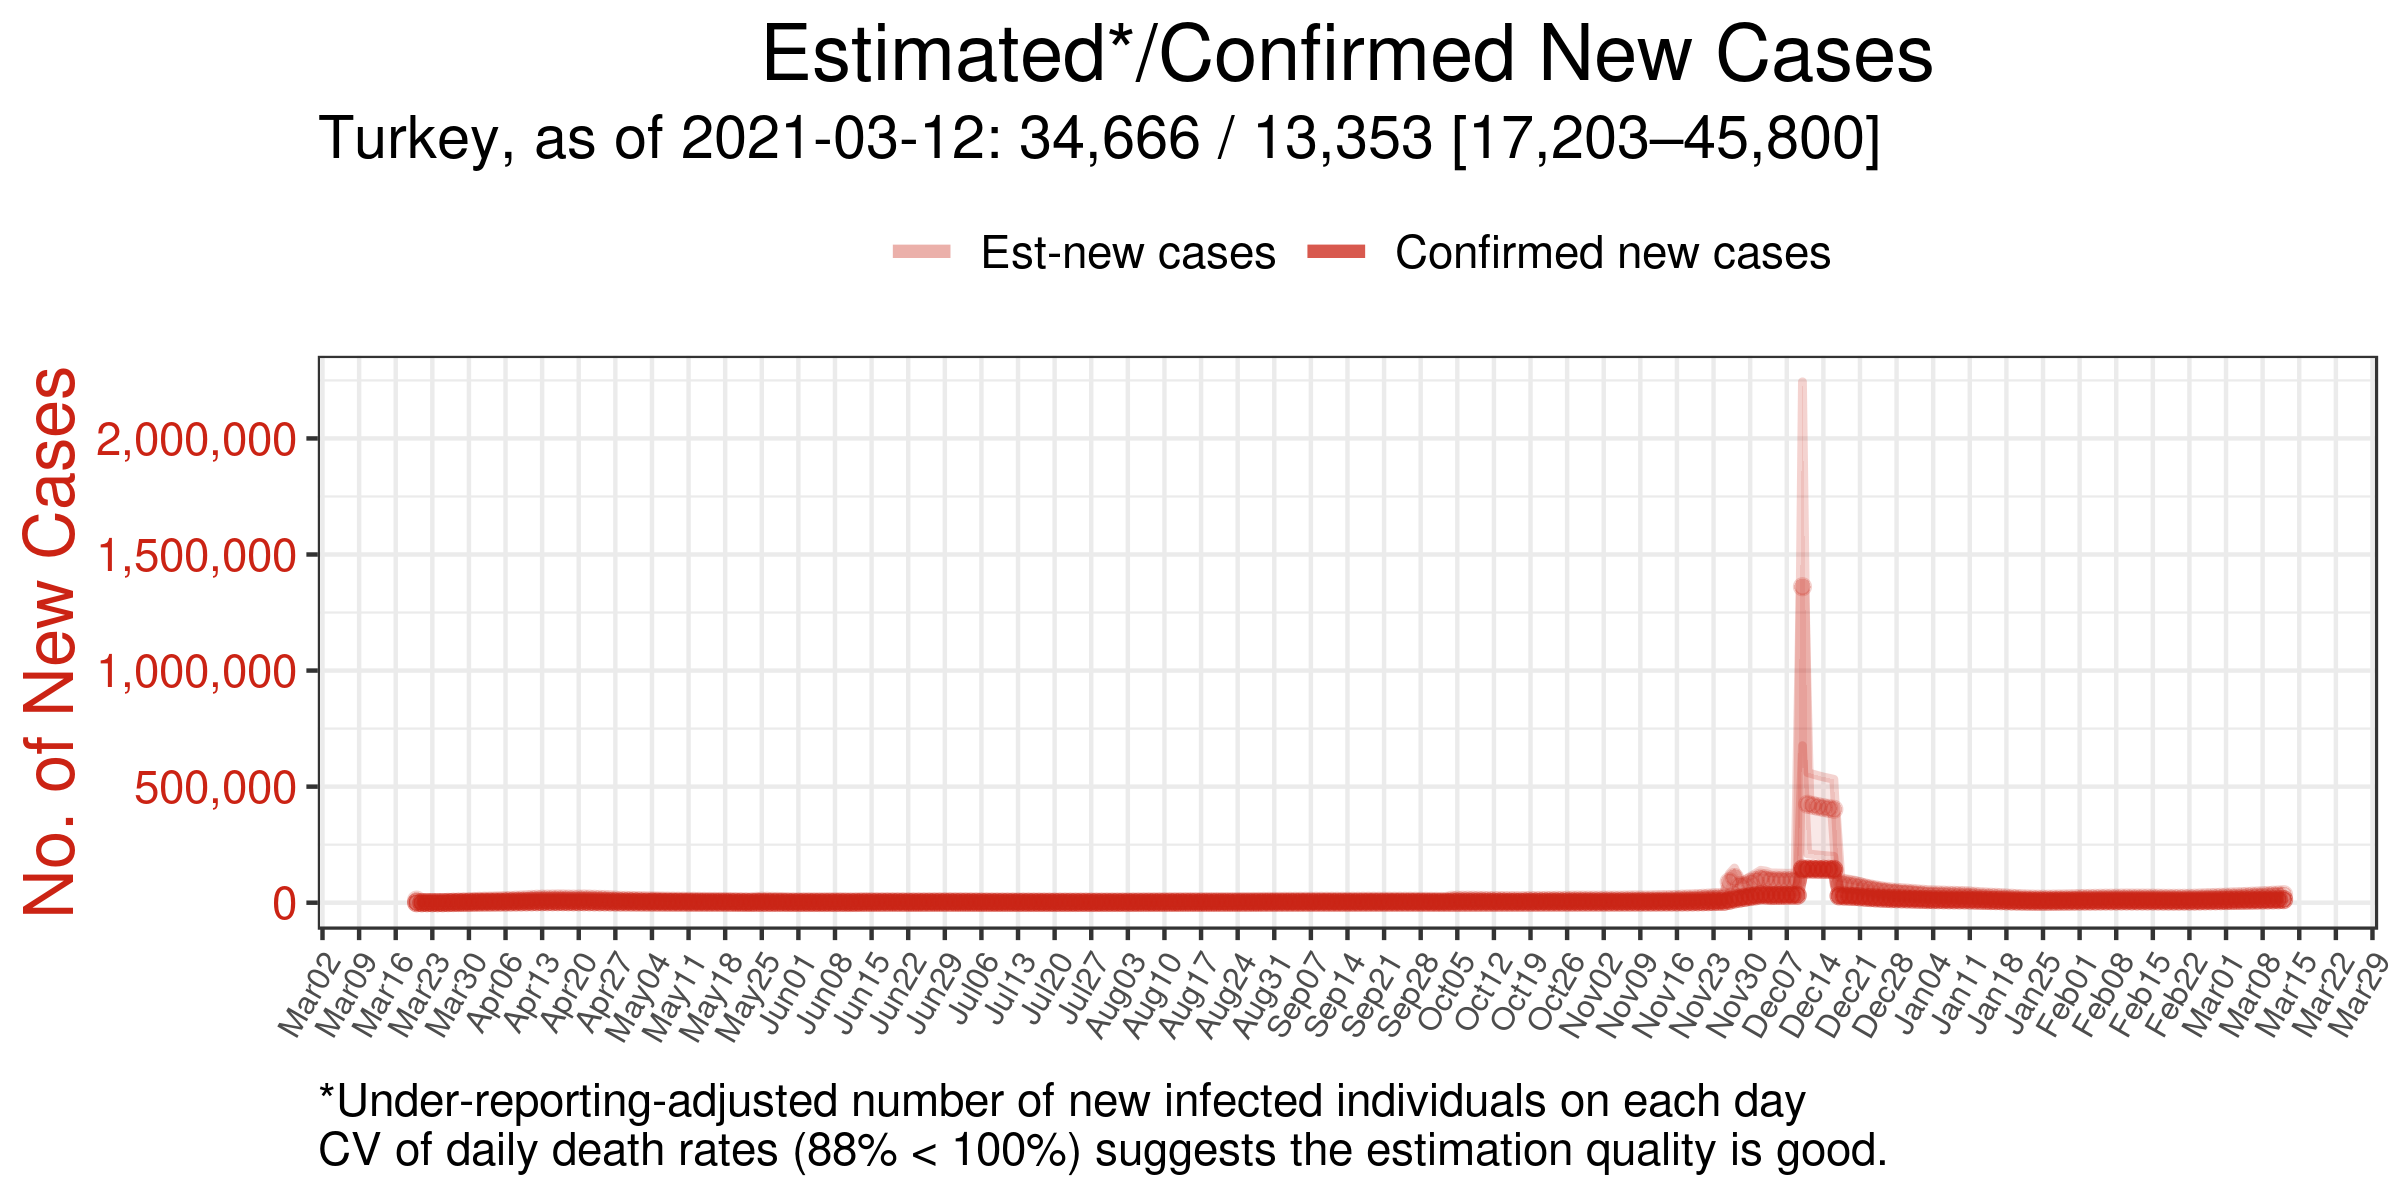 Estimated*/Confirmed New Cases
Turkey, as of 2021-03-12: 34,666 / 13,353 [17,203–45,800]
Est-new cases
Confirmed new cases
No. of New Cases
2,000,000
1,500,000
1,000,000
500,000
0
Mar02
Mar09
Mar16
Mar23
Mar30
Apr06
Apr13
Apr20
Apr27
May04
May11
May18
May25
Jun01
Jun08
Jun15
Jun22
Jun29
Jul06
Jul13
Jul20
Jul27
Aug03
Aug10
Aug17
Aug24
Aug31
Sep07
Sep14
Sep21
Sep28
Oct05
Oct12
Oct19
Oct26
Nov02
Nov09
Nov16
Nov23
Nov30
Dec07
Dec14
Dec21
Dec28
Jan04
Jan11
Jan18
Jan25
Feb01
Feb08
Feb15
Feb22
Mar01
Mar08
Mar15
Mar22
Mar29
*Under-reporting-adjusted number of new infected individuals on each day
CV of daily death rates (88% < 100%) suggests the estimation quality is good.